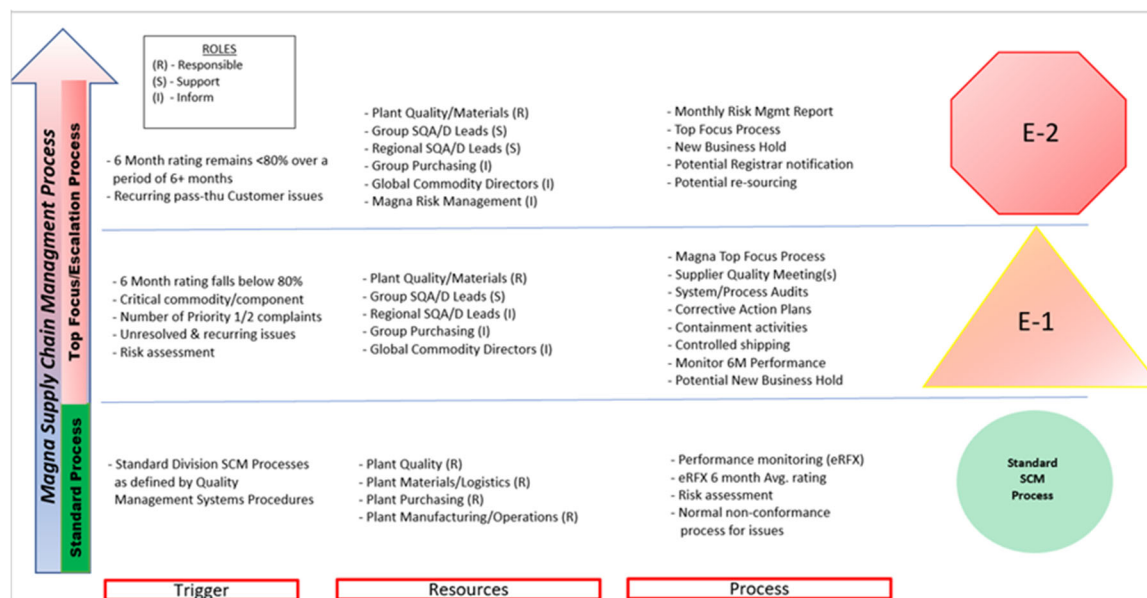 Magna Supply Chain Managment Process
Top Focus/Escalation Process
Standard Process
ROLES
(R) - Responsible
(S) - Support
(I) - Inform
- 6 Month rating remains <80% over a
period of 6+ months
- Recurring pass-thu Customer issues
- Plant Quality/Materials (R)
- Group SQA/D Leads (S)
- Regional SQA/D Leads (S)
- Group Purchasing (I)
- Global Commodity Directors (I)
- Magna Risk Management (I)
- Monthly Risk Mgmt Report
- Top Focus Process
- New Business Hold
- Potential Registrar notification
- Potential re-sourcing
E-2
- 6 Month rating falls below 80%
- Critical commodity/component
- Number of Priority 1/2 complaints
- Unresolved & recurring issues
- Risk assessment
- Plant Quality/Materials (R)
- Group SQA/D Leads (S)
- Regional SQA/D Leads (I)
- Group Purchasing (I)
- Global Commodity Directors (I)
- Magna Top Focus Process
- Supplier Quality Meeting(s)
- System/Process Audits
- Corrective Action Plans
- Containment activities
- Controlled shipping
- Monitor 6M Performance
- Potential New Business Hold
E-1
- Standard Division SCM Processes
as defined by Quality
Management Systems Procedures
- Plant Quality (R)
- Plant Materials/Logistics (R)
- Plant Purchasing (R)
- Plant Manufacturing/Operations (R)
- Performance monitoring (eRFX)
- eRFX 6 month Avg. rating
- Risk assessment
- Normal non-conformance
process for issues
Standard
SCM
Process
Trigger
Resources
Process